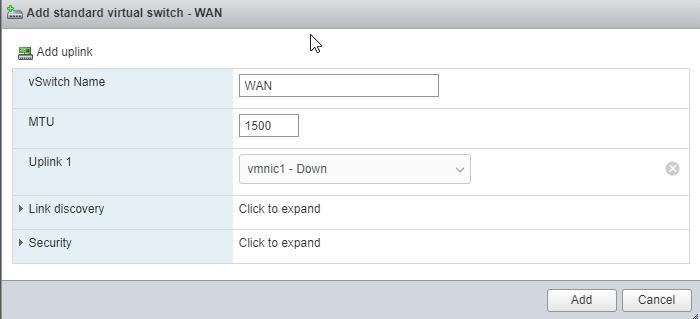 Add standard virtual switch - WAN
Add uplink
vSwitch Name WAN
MTU 1500
Uplink 1 vmnic1 - Down
Link discovery Click to expand
Security Click to expand
Add Cancel